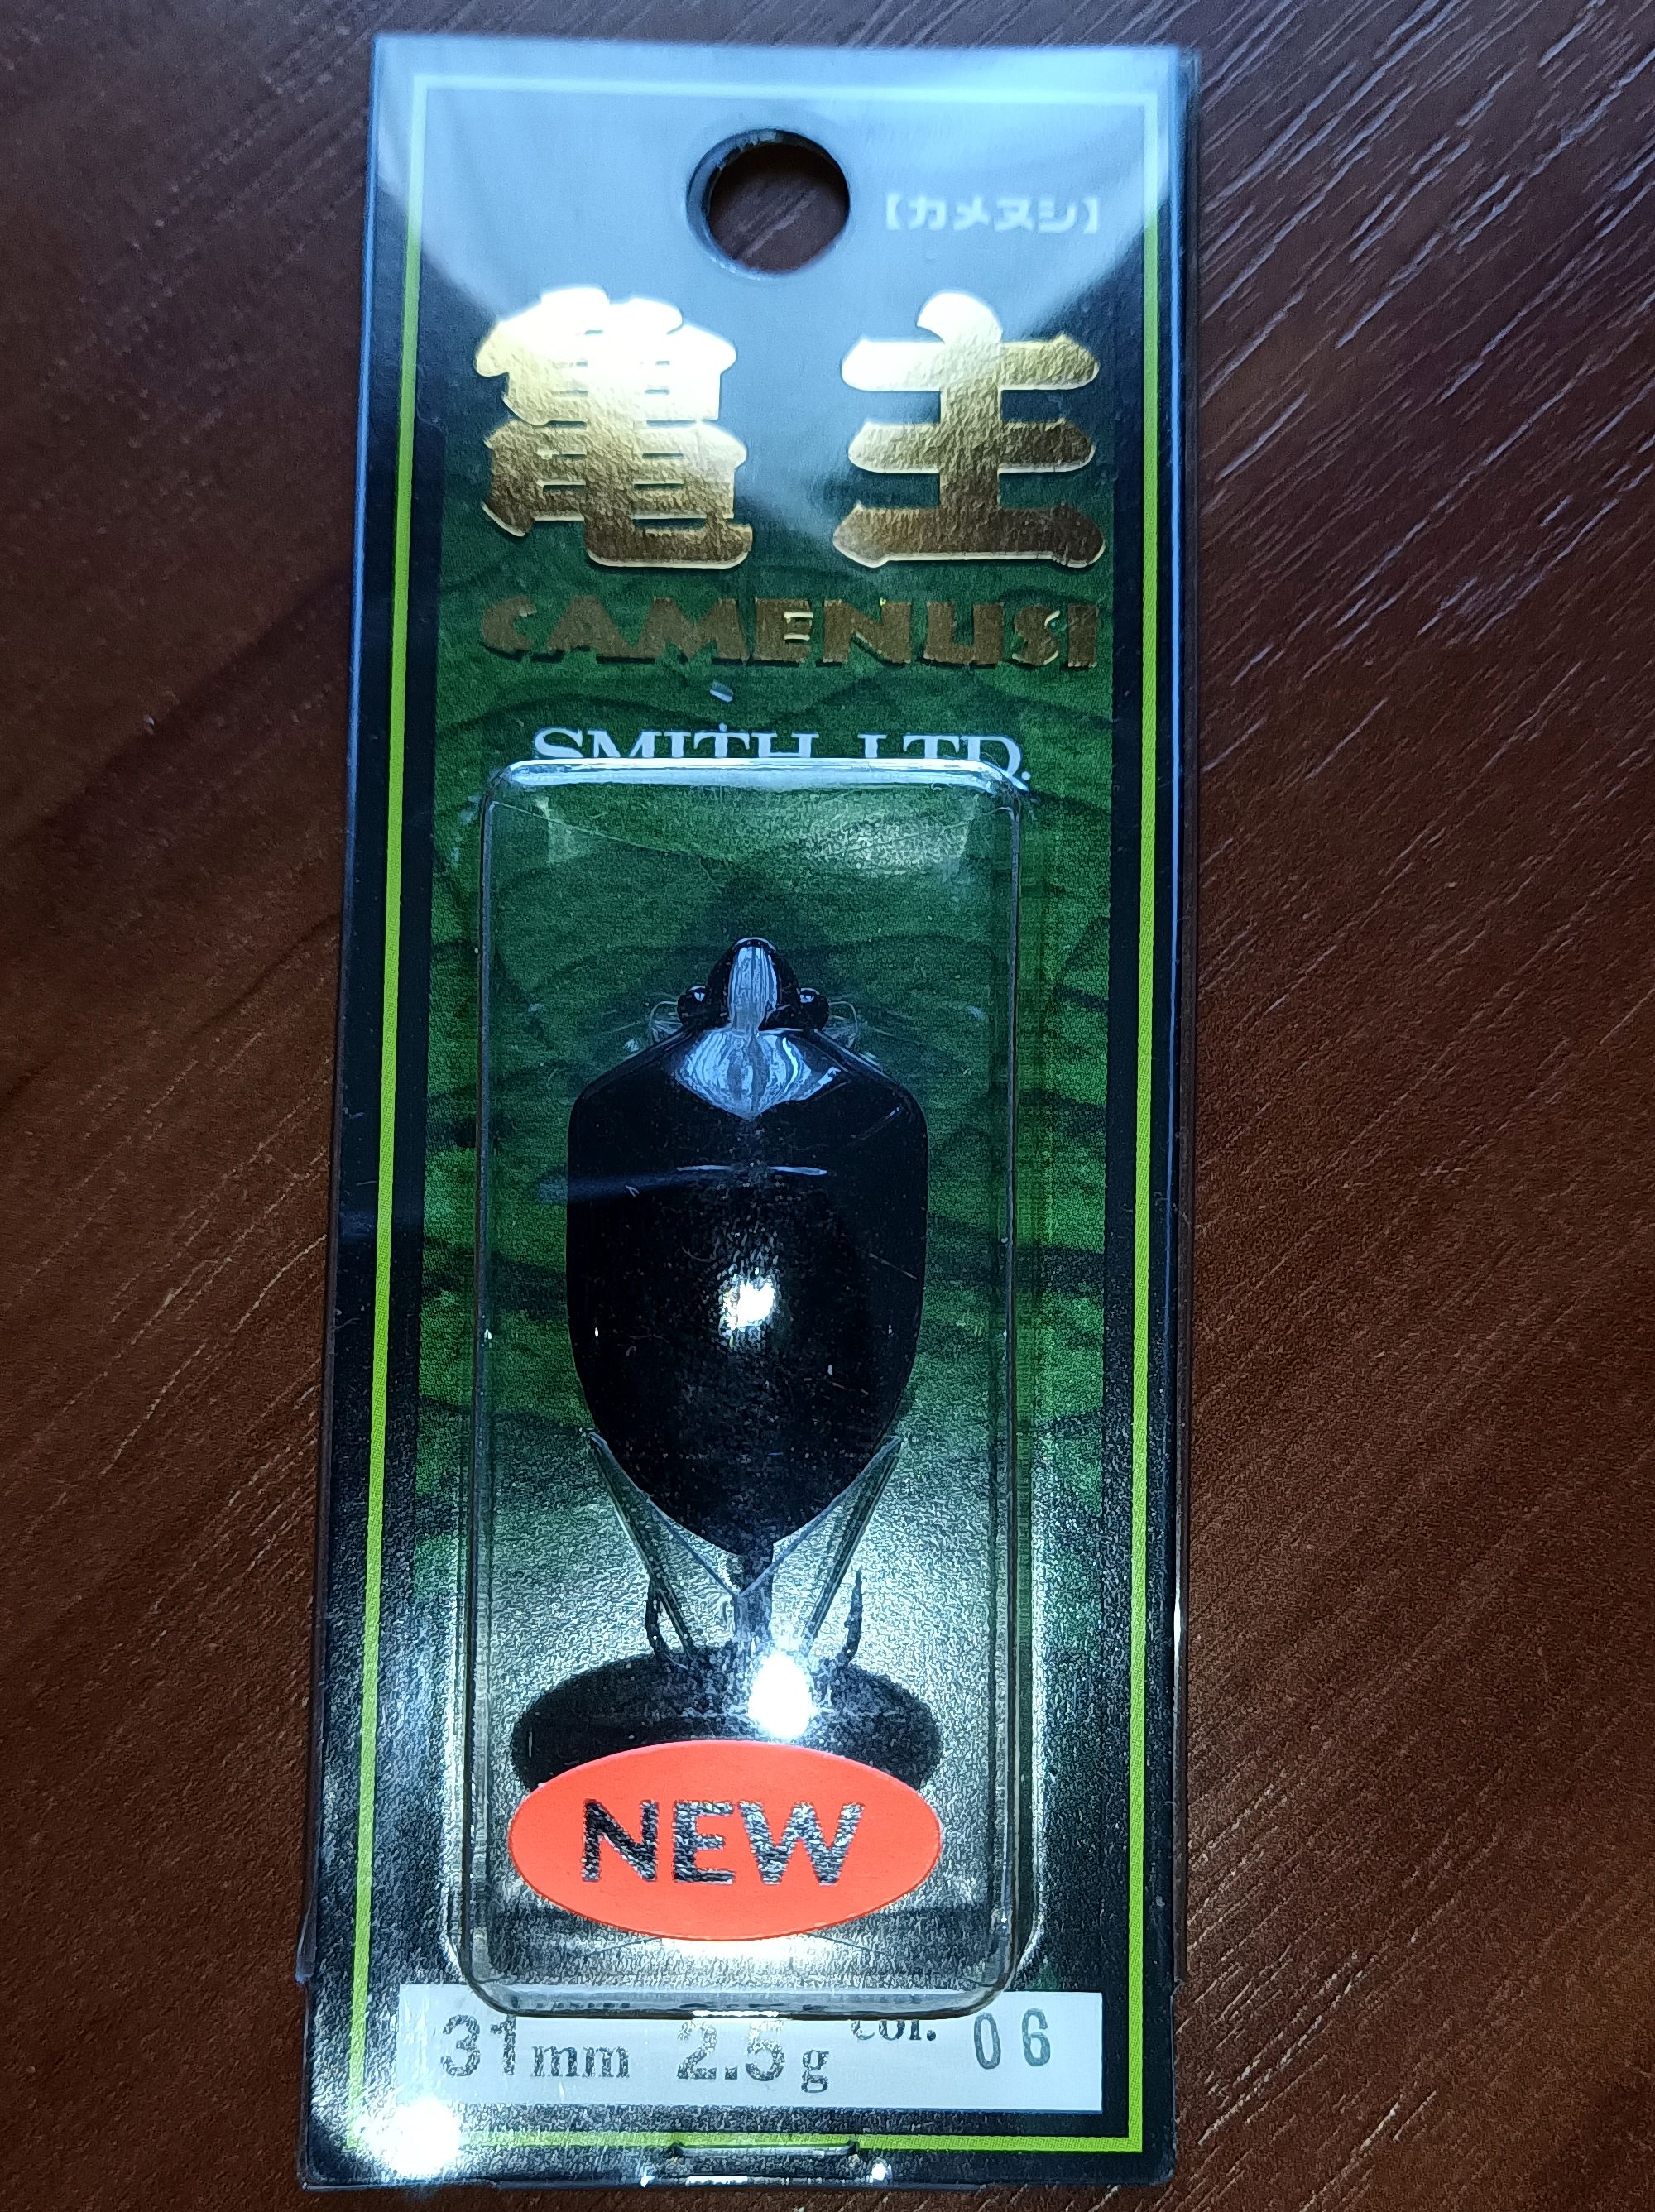 【カメヌシ】
亀主
CAMENUSI
SMITH LTD.
NEW
31mm 2.5g col. 06